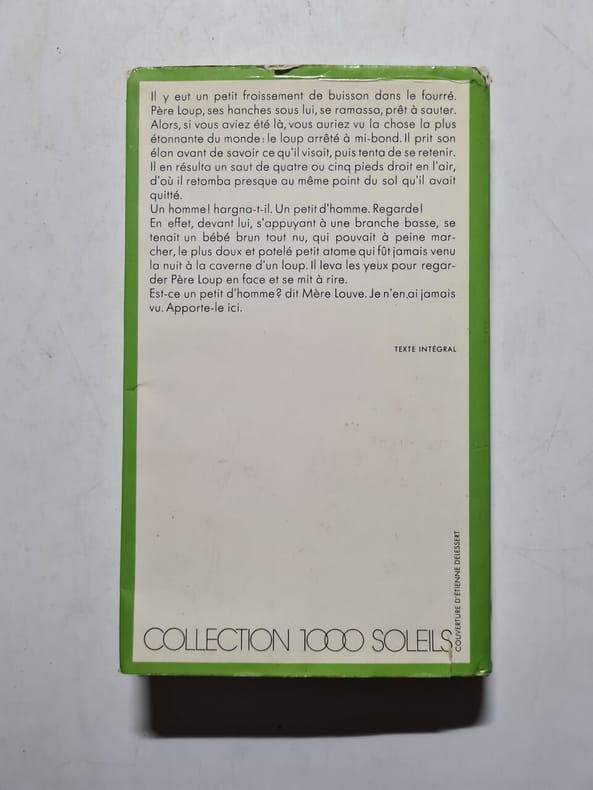 Il y eut un petit froissement de buisson dans le fourré.
Père Loup, ses hanches sous lui, se ramassa, prêt à sauter.
Alors, si vous aviez été là, vous auriez vu la chose la plus
étonnante du monde : le loup arrêté à mi-bond. Il prit son
élan avant de savoir ce qu'il visait, puis tenta de se retenir.
Il en résulta un saut de quatre ou cinq pieds droit en l'air,
d'où il retomba presque au même point du sol qu'il avait
quitté.
Un homme! hargna-t-il. Un petit d'homme. Regarde!
En effet, devant lui, s'appuyant à une branche basse, se
tenait un bébé brun tout nu, qui pouvait à peine mar-
cher, le plus doux et potelé petit atome qui fût jamais venu
la nuit à la caverne d'un loup. Il leva les yeux pour regar-
der Père Loup en face et se mit à rire.
Est-ce un petit d'homme? dit Mère Louve. Je n'en ai jamais
vu. Apporte-le ici.
TEXTE INTÉGRAL
COUVERTURE D'ÉTIENNE DELESSERT
COLLECTION 1000 SOLEILS